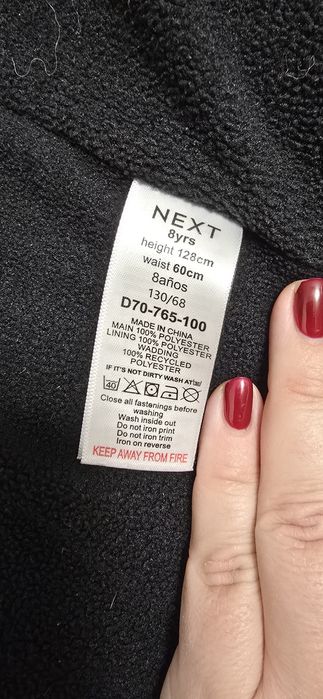 NEXT
8yrs
height 128cm
waist 60cm
8años
130/68
D70-765-100
MADE IN CHINA
MAIN 100% POLYESTER
LINING 100% POLYESTER
WADDING
100% RECYCLED
POLYESTER
IF IT'S NOT DIRTY WASH AT
40
Close all fastenings before
washing
Wash inside out
Do not iron print
Do not iron trim
Iron on reverse
KEEP AWAY FROM FIRE